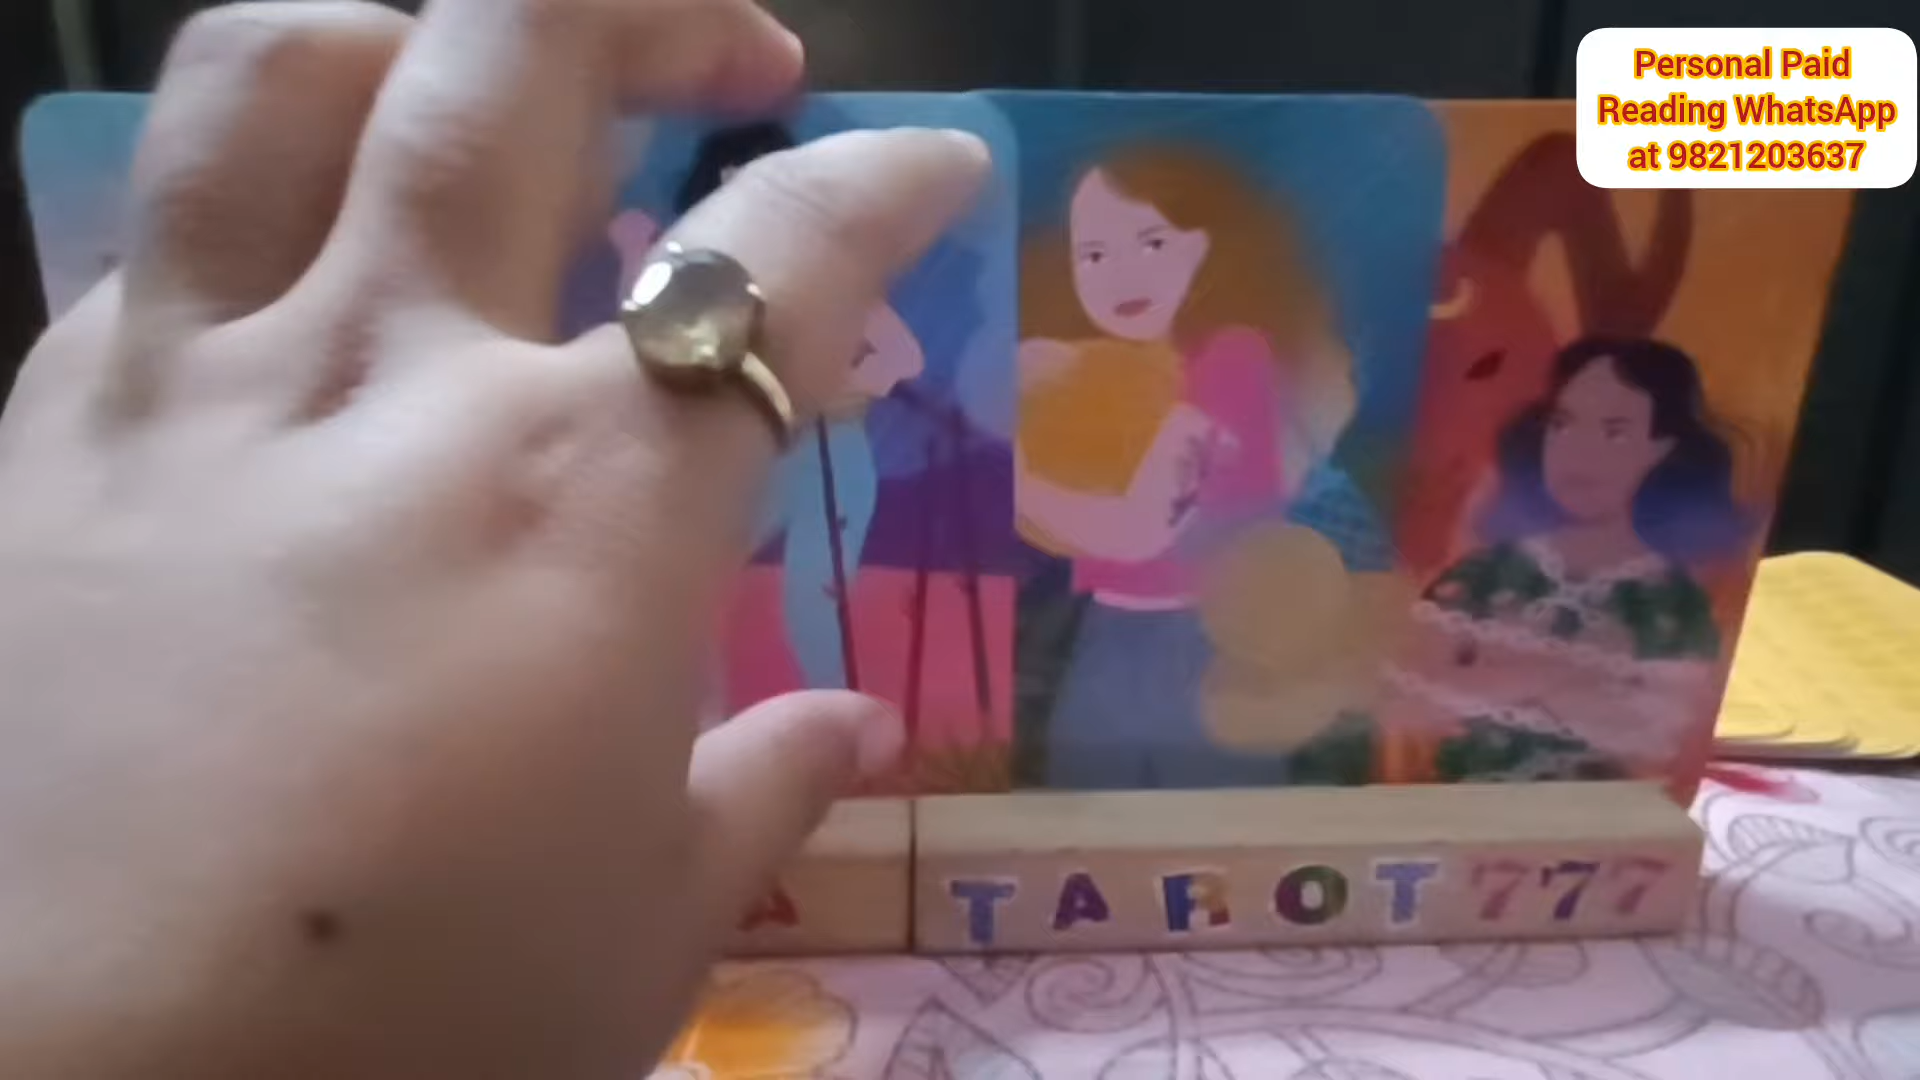 Personal Paid
Reading WhatsApp
at 9821203637
A TAROT 777